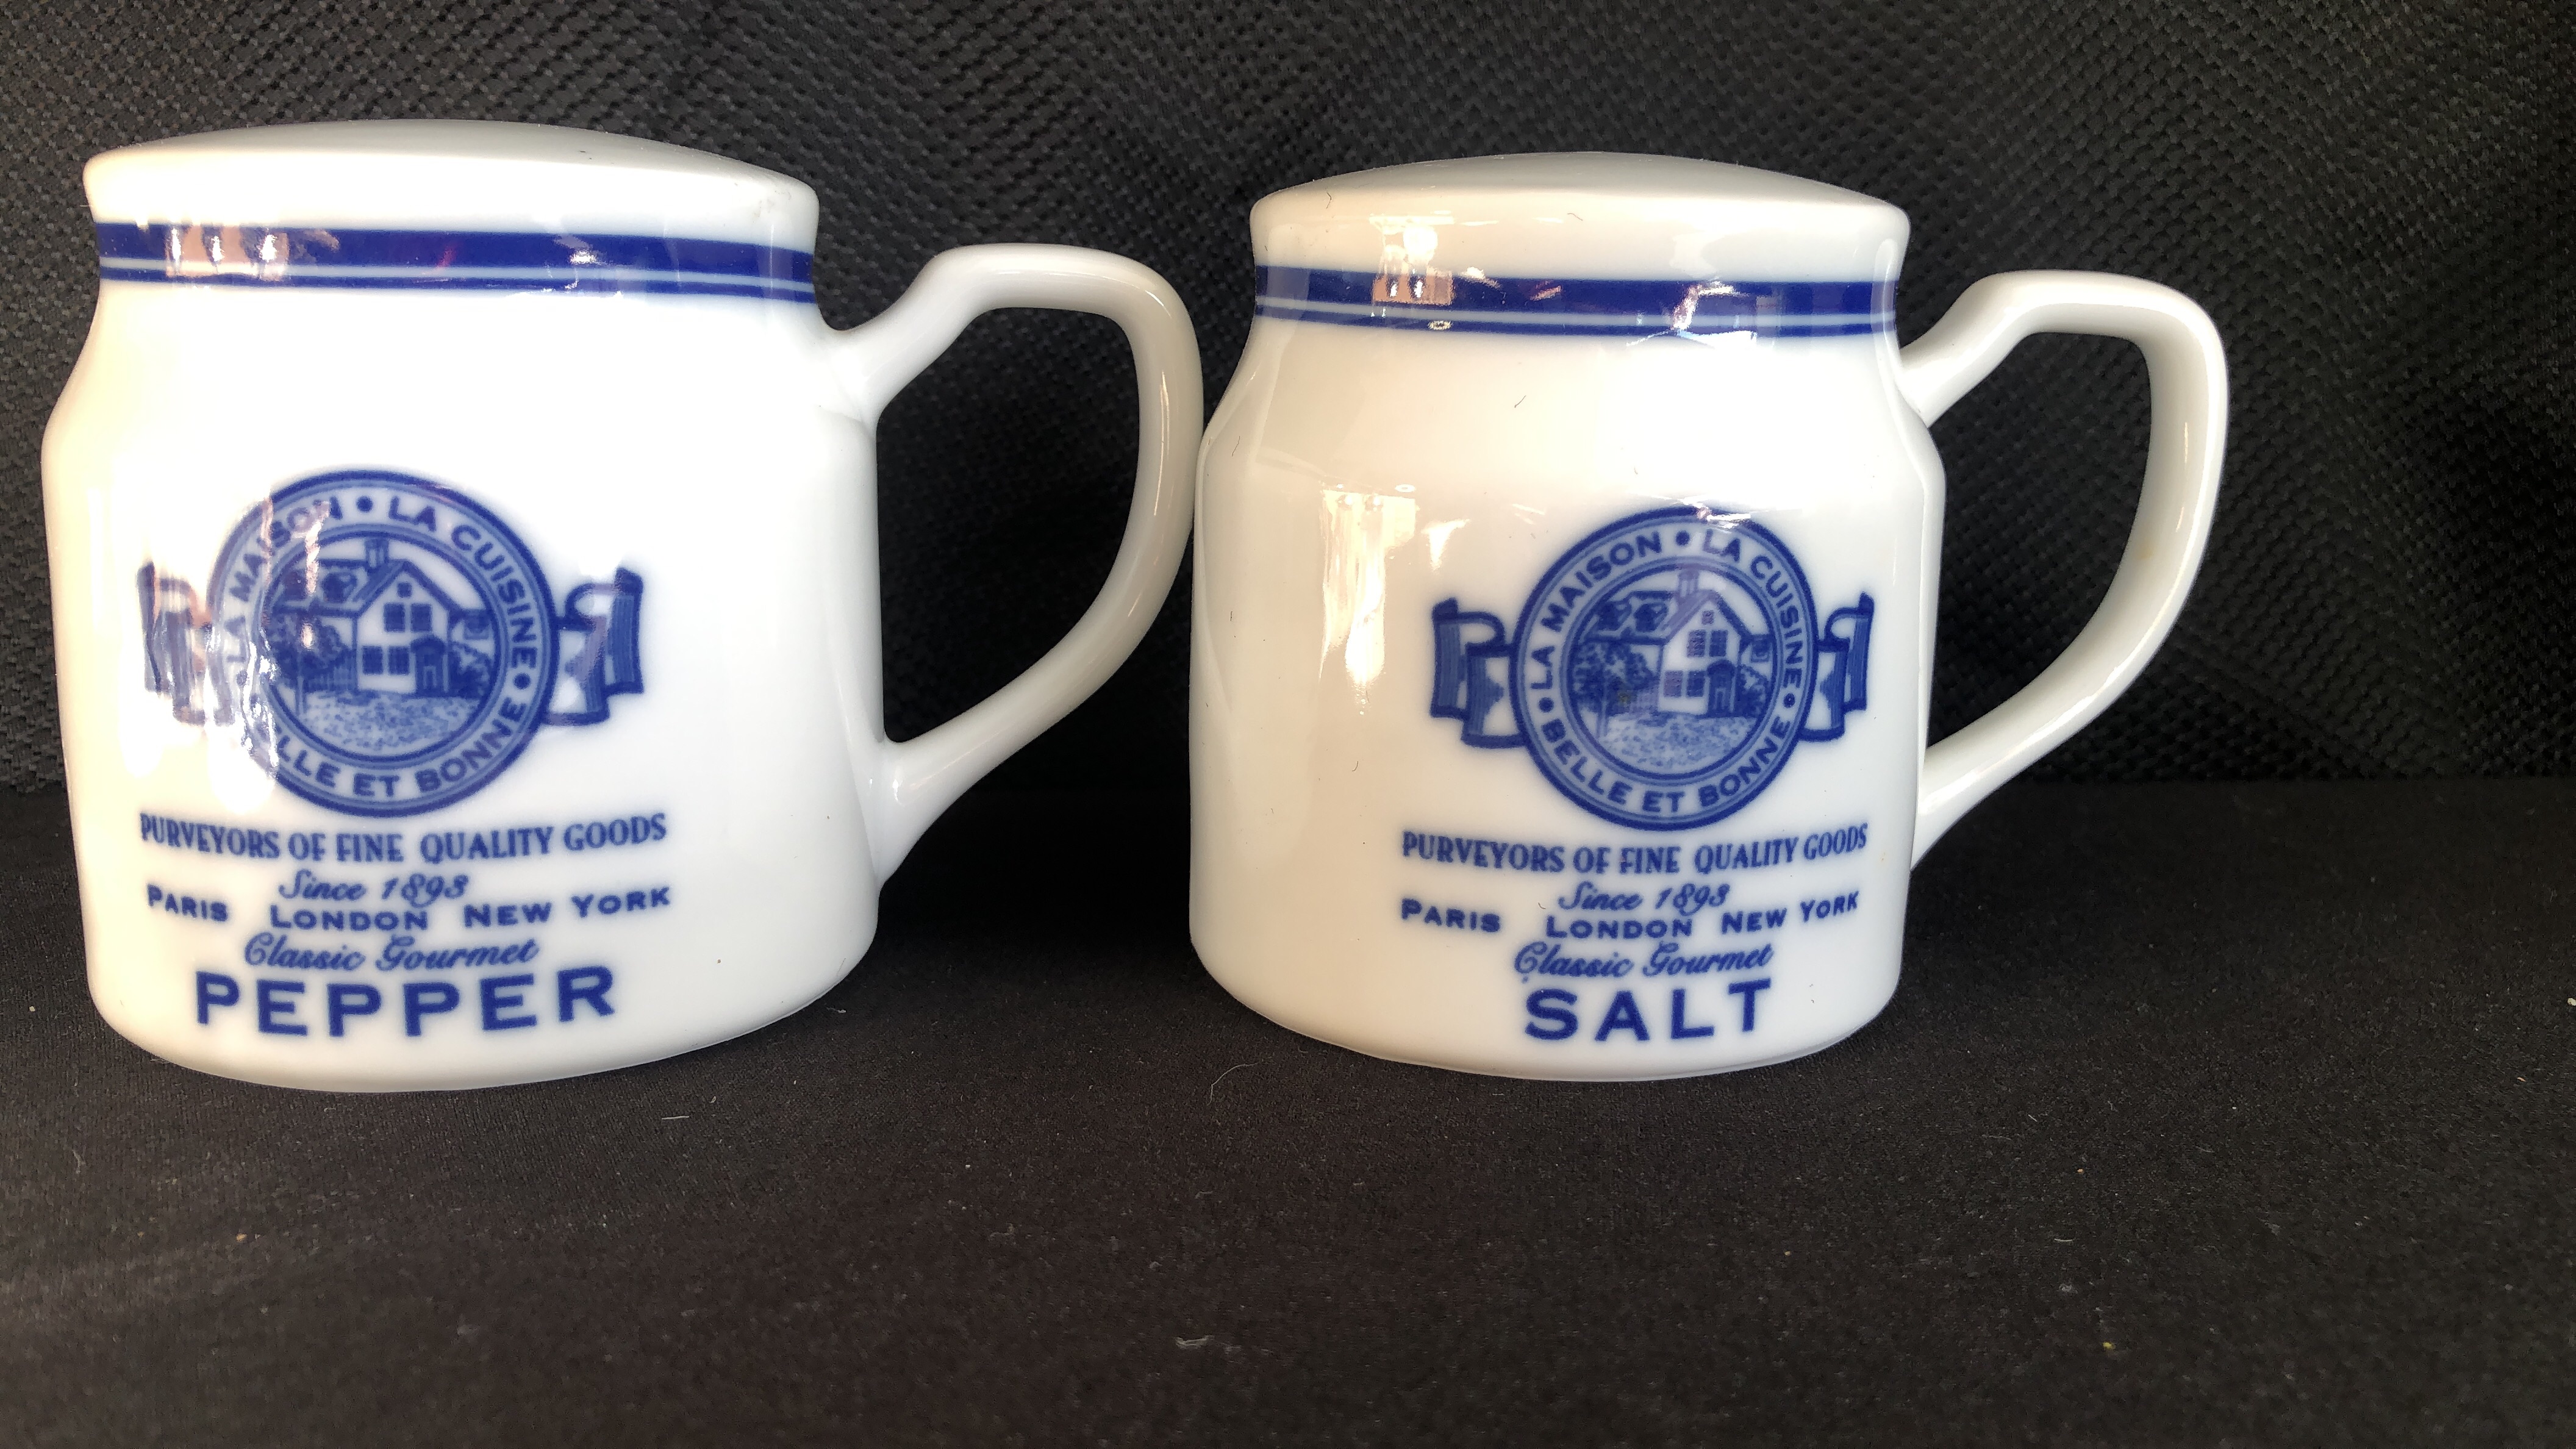 LA MAISON • LA CUISINE • BELLE ET BONNE
PURVEYORS OF FINE QUALITY GOODS
Since 1893
PARIS LONDON NEW YORK
Classic Gourmet
PEPPER
LA MAISON • LA CUISINE • BELLE ET BONNE •
PURVEYORS OF FINE QUALITY GOODS
Since 1893
PARIS LONDON NEW YORK
Classic Gourmet
SALT